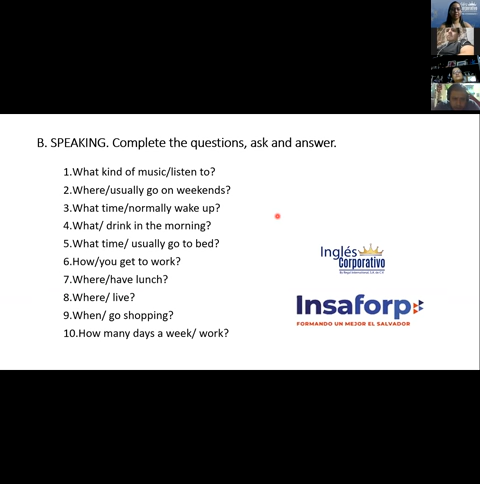 B. SPEAKING. Complete the questions, ask and answer.
1.What kind of music/listen to?
2.Where/usually go on weekends?
3.What time/normally wake up?
4.What/ drink in the morning?
5.What time/ usually go to bed?
6.How/you get to work?
7.Where/have lunch?
8.Where/ live?
9.When/ go shopping?
10.How many days a week/ work?
Inglés
Corporativo
Insaforp
FORMANDO UN MEJOR EL SALVADOR